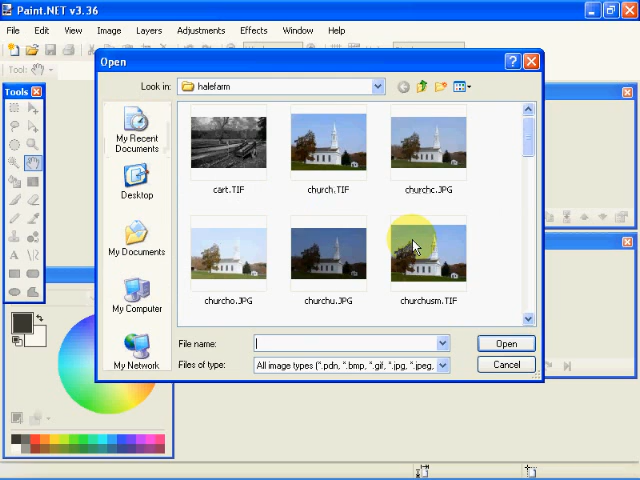 Paint.NET v3.36
File Edit View Image Layers Adjustments Effects Window Help
Tool:
Tools
Open
Look in: halefarm
My Recent Documents
Desktop
My Documents
My Computer
My Network
cart.TIF church.TIF churchc.JPG
churcho.JPG churchu.JPG churchusm.TIF
File name:
Open
Files of type: All image types (*.pdn, *.bmp, *.gif, *.jpg, *.jpeg,
Cancel